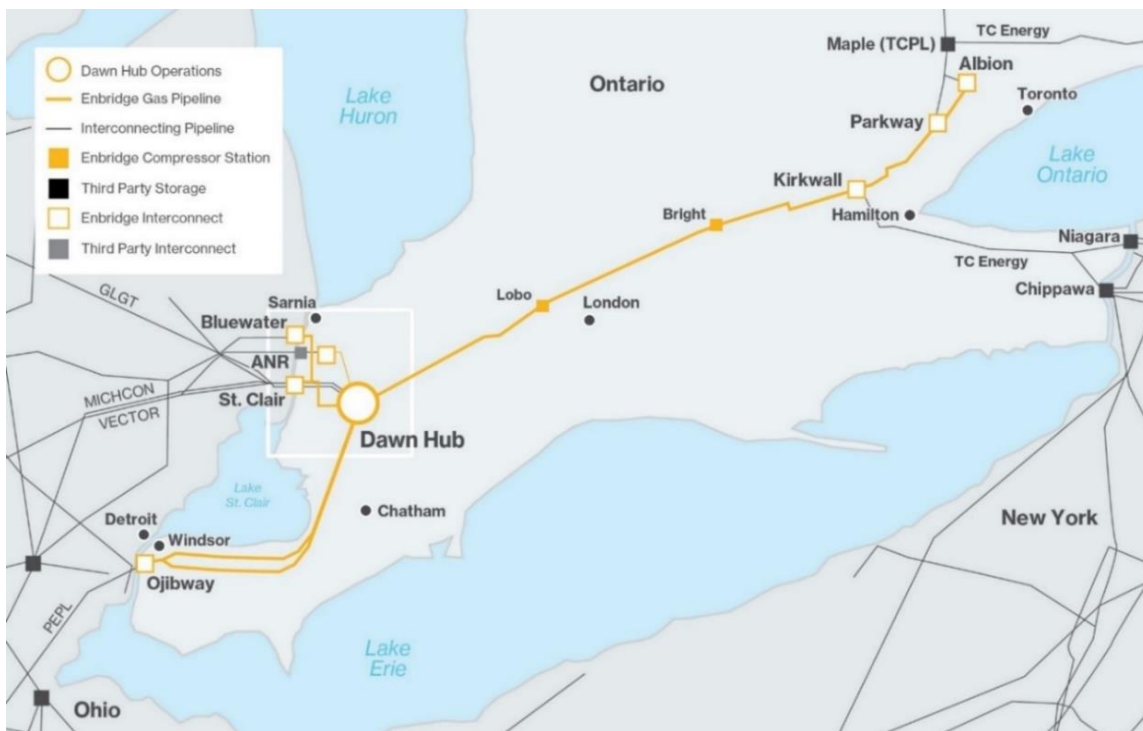 Dawn Hub Operations
Enbridge Gas Pipeline
Interconnecting Pipeline
Enbridge Compressor Station
Third Party Storage
Enbridge Interconnect
Third Party Interconnect
Lake
Huron
Ontario
Maple (TCPL)
TC Energy
Albion
Toronto
Parkway
Lake
Ontario
Kirkwall
Hamilton
Bright
Niagara
TC Energy
Chippawa
GLGT
Sarnia
Bluewater
Lobo
London
ANR
MICHCON
VECTOR
St. Clair
Dawn Hub
Lake
St. Clair
Chatham
Detroit
Windsor
Ojibway
New York
PEPL
Lake
Erie
Ohio